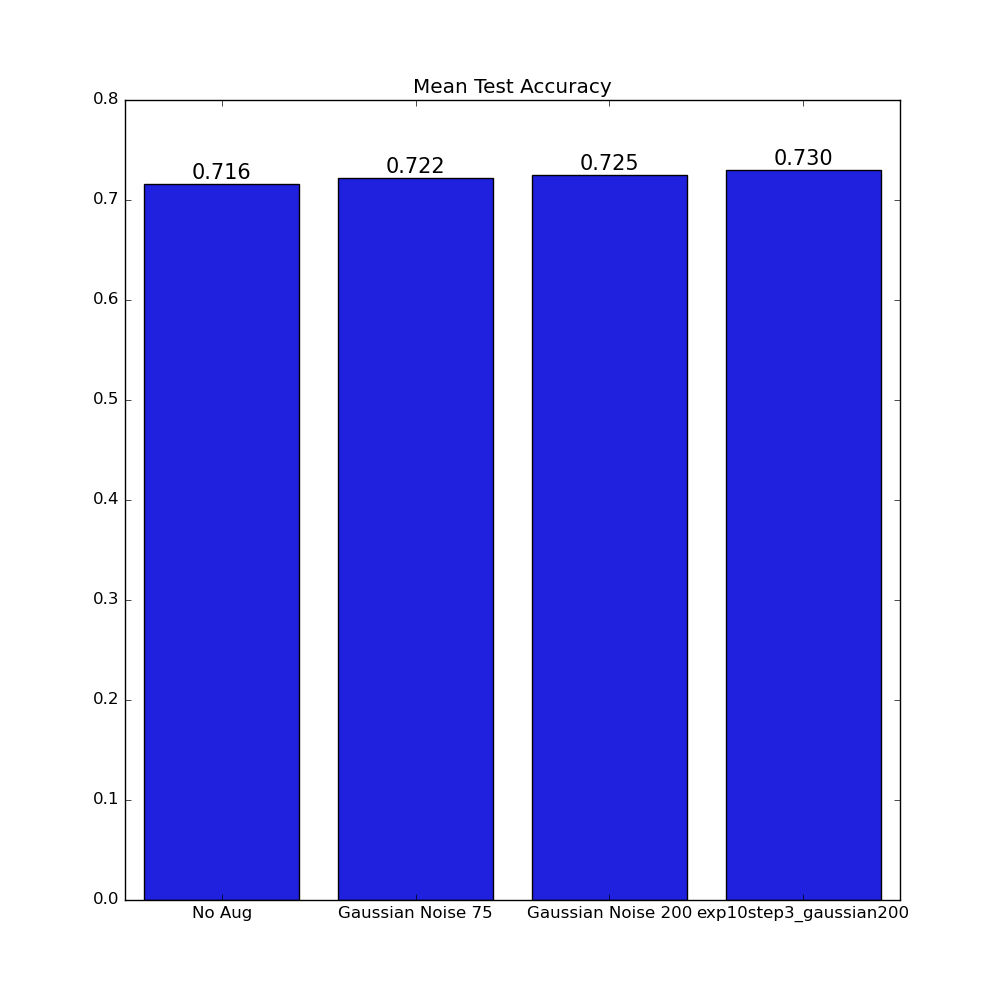 Mean Test Accuracy
0.8
0.7
0.6
0.5
0.4
0.3
0.2
0.1
0.0
0.716
0.722
0.725
0.730
No Aug
Gaussian Noise 75
Gaussian Noise 200
exp10step3_gaussian200